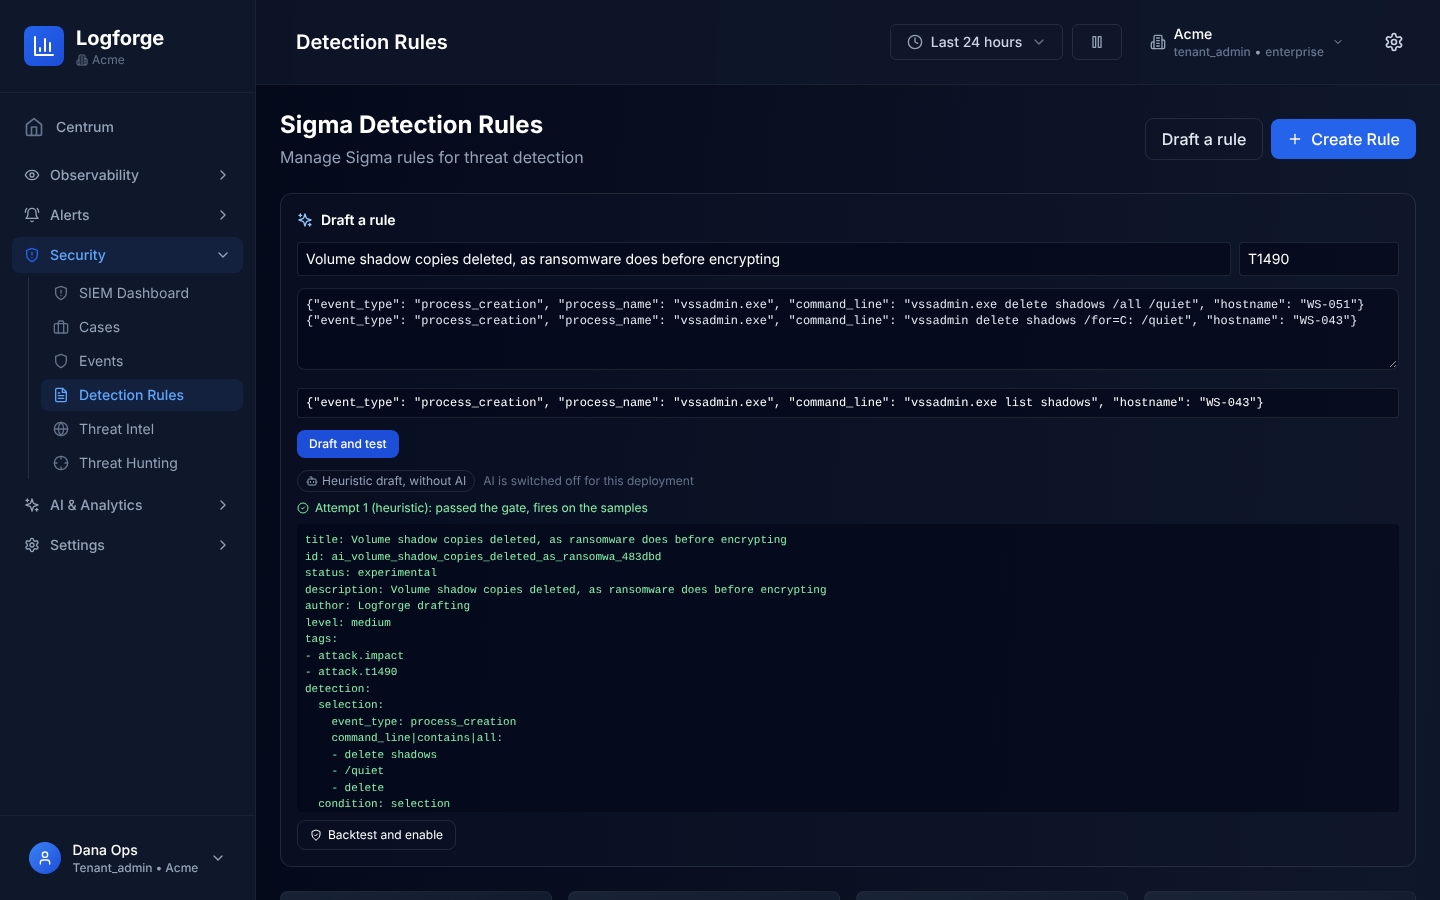 Logforge
Acme
Centrum
Observability
Alerts
Security
SIEM Dashboard
Cases
Events
Detection Rules
Threat Intel
Threat Hunting
AI & Analytics
Settings
Dana Ops
Tenant_admin • Acme
Detection Rules
Last 24 hours
Acme
tenant_admin • enterprise
Sigma Detection Rules
Manage Sigma rules for threat detection
Draft a rule
Create Rule
Draft a rule
Volume shadow copies deleted, as ransomware does before encrypting
T1490
{"event_type": "process_creation", "process_name": "vssadmin.exe", "command_line": "vssadmin.exe delete shadows /all /quiet", "hostname": "WS-051"}
{"event_type": "process_creation", "process_name": "vssadmin.exe", "command_line": "vssadmin delete shadows /for=C: /quiet", "hostname": "WS-043"}
{"event_type": "process_creation", "process_name": "vssadmin.exe", "command_line": "vssadmin.exe list shadows", "hostname": "WS-043"}
Draft and test
Heuristic draft, without AI
AI is switched off for this deployment
Attempt 1 (heuristic): passed the gate, fires on the samples
title: Volume shadow copies deleted, as ransomware does before encrypting
id: ai_volume_shadow_copies_deleted_as_ransomwa_483dbd
status: experimental
description: Volume shadow copies deleted, as ransomware does before encrypting
author: Logforge drafting
level: medium
tags:
- attack.impact
- attack.t1490
detection:
selection:
event_type: process_creation
command_line|contains|all:
- delete shadows
- /quiet
- delete
condition: selection
Backtest and enable